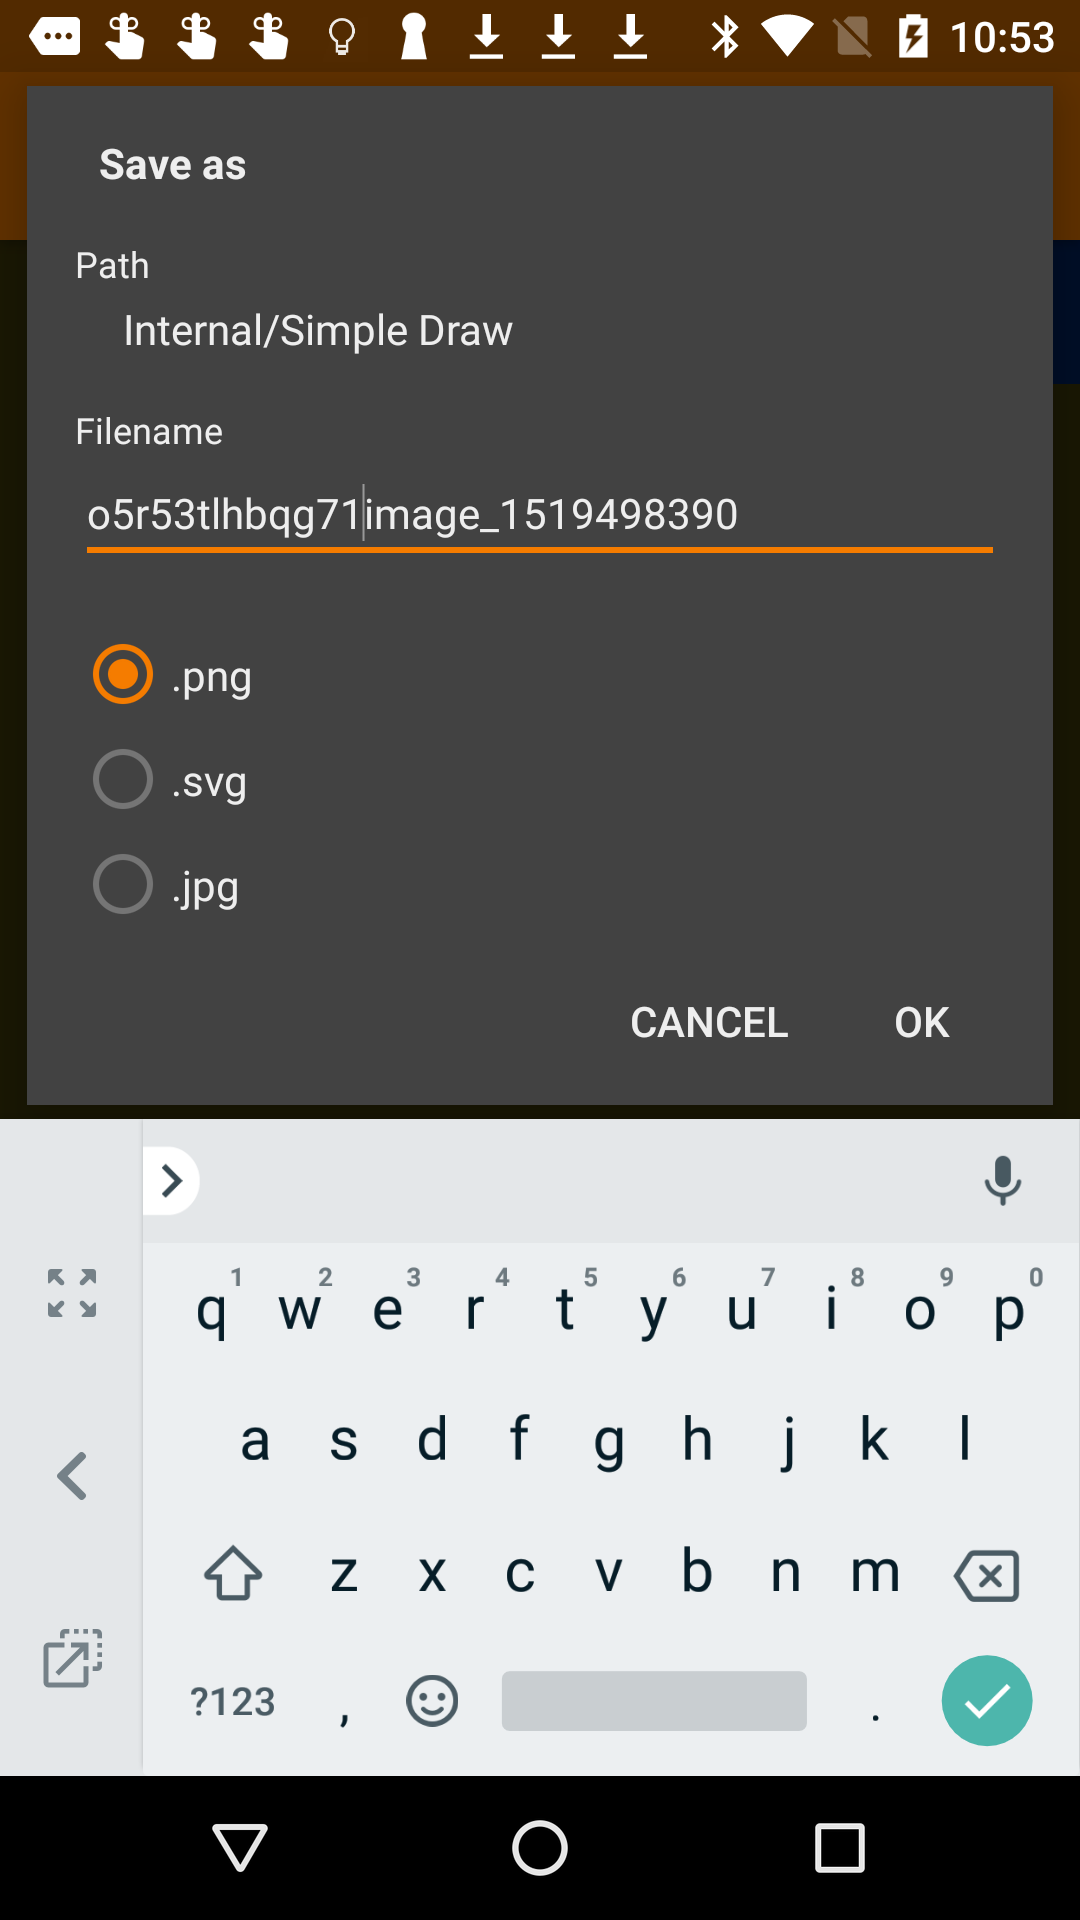 10:53
Save as
Path
Internal/Simple Draw
Filename
o5r53tlhbqg71image_1519498390
.png
.svg
.jpg
CANCEL OK
1 2 3 4 5 6 7 8 9 0
q w e r t y u i o p
a s d f g h j k l
z x c v b n m
?123 , .